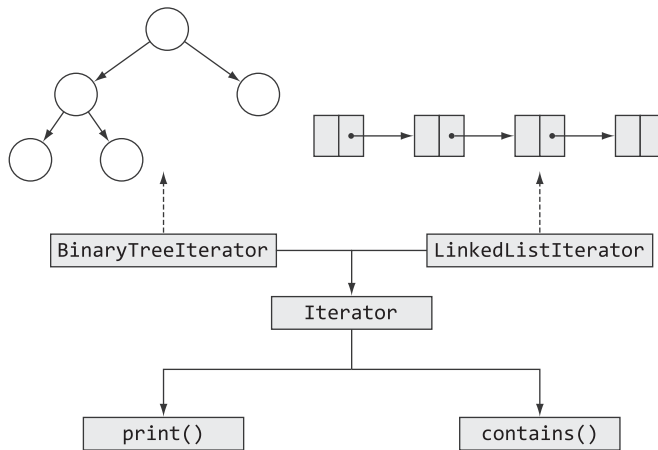 BinaryTreeIterator
LinkedListIterator
Iterator
print()
contains()